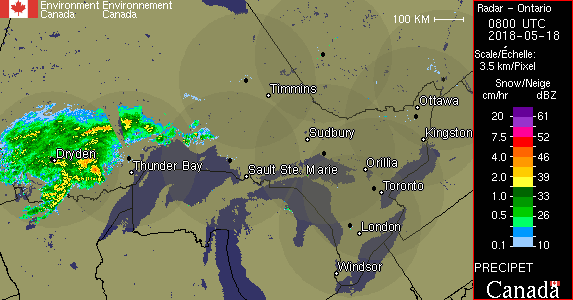 Environment Environnement
Canada Canada
100 KM
Timmins
Ottawa
Sudbury
Kingston
Dryden
Thunder Bay
Sault Ste. Marie
Orillia
Toronto
London
Windsor
Radar - Ontario
0800 UTC
2018-05-18
Scale/Échelle:
3.5 km/Pixel
Snow/Neige
cm/hr dBZ
20 61
7.5 52
4.0 46
2.0 39
1.0 33
0.5 26
0.1 10
PRECIPET
Canada